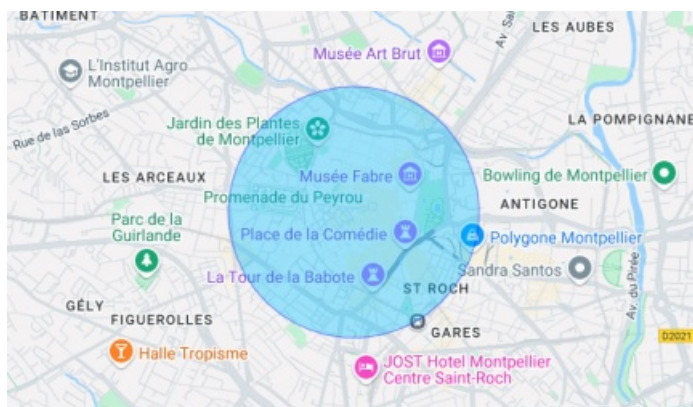 BATIMENT
LES AUBES
Musée Art Brut
Av. Sa
L'Institut Agro
Montpellier
Rue de las Sorbes
Jardin des Plantes
de Montpellier
LA POMPIGNANE
LES ARCEAUX
Musée Fabre
Bowling de Montpellier
Promenade du Peyrou
ANTIGONE
Parc de la
Guirlande
Place de la Comédie
Polygone Montpellier
La Tour de la Babote
Sandra Santos
Av. du Pirée
ST ROCH
GÉLY
FIGUEROLLES
GARES
D2021
Halle Tropisme
JOST Hotel Montpellier
Centre Saint-Roch